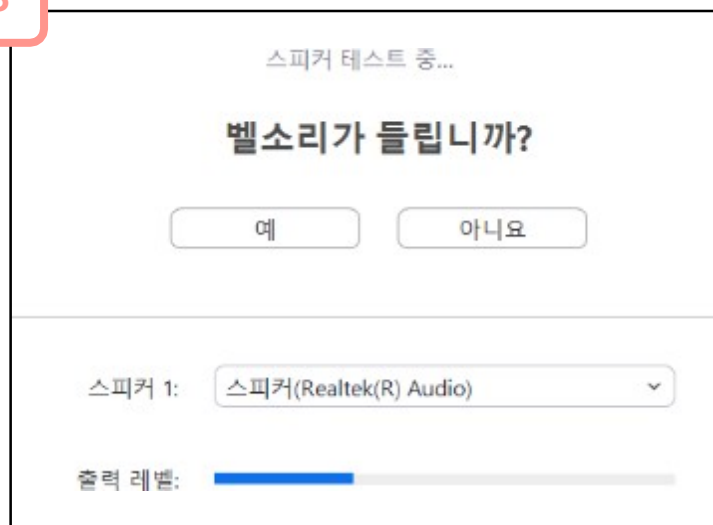 스피커 테스트 중...
벨소리가 들립니까?
예 아니요
스피커 1: 스피커(Realtek(R) Audio)
출력 레벨: